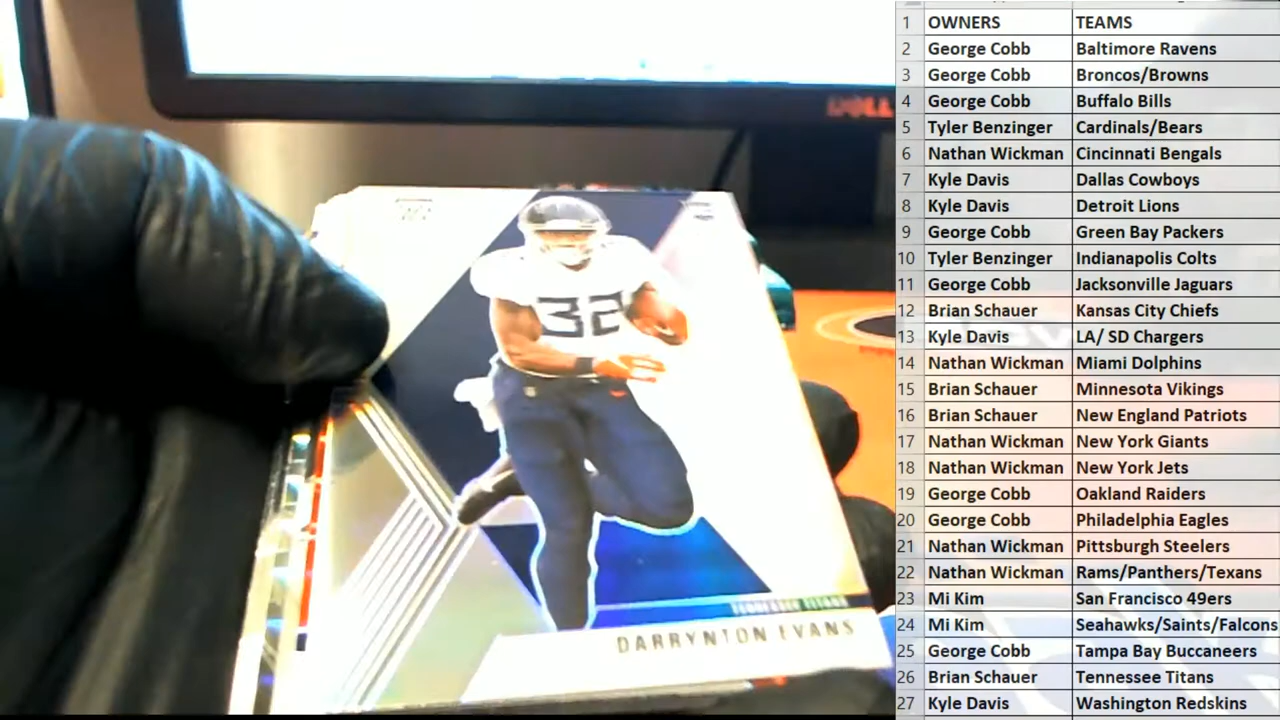 DELL
32
TENNESSEE TITANS
DARRYNTON EVANS
1 OWNERS TEAMS
2 George Cobb Baltimore Ravens
3 George Cobb Broncos/Browns
4 George Cobb Buffalo Bills
5 Tyler Benzinger Cardinals/Bears
6 Nathan Wickman Cincinnati Bengals
7 Kyle Davis Dallas Cowboys
8 Kyle Davis Detroit Lions
9 George Cobb Green Bay Packers
10 Tyler Benzinger Indianapolis Colts
11 George Cobb Jacksonville Jaguars
12 Brian Schauer Kansas City Chiefs
13 Kyle Davis LA/ SD Chargers
14 Nathan Wickman Miami Dolphins
15 Brian Schauer Minnesota Vikings
16 Brian Schauer New England Patriots
17 Nathan Wickman New York Giants
18 Nathan Wickman New York Jets
19 George Cobb Oakland Raiders
20 George Cobb Philadelphia Eagles
21 Nathan Wickman Pittsburgh Steelers
22 Nathan Wickman Rams/Panthers/Texans
23 Mi Kim San Francisco 49ers
24 Mi Kim Seahawks/Saints/Falcons
25 George Cobb Tampa Bay Buccaneers
26 Brian Schauer Tennessee Titans
27 Kyle Davis Washington Redskins